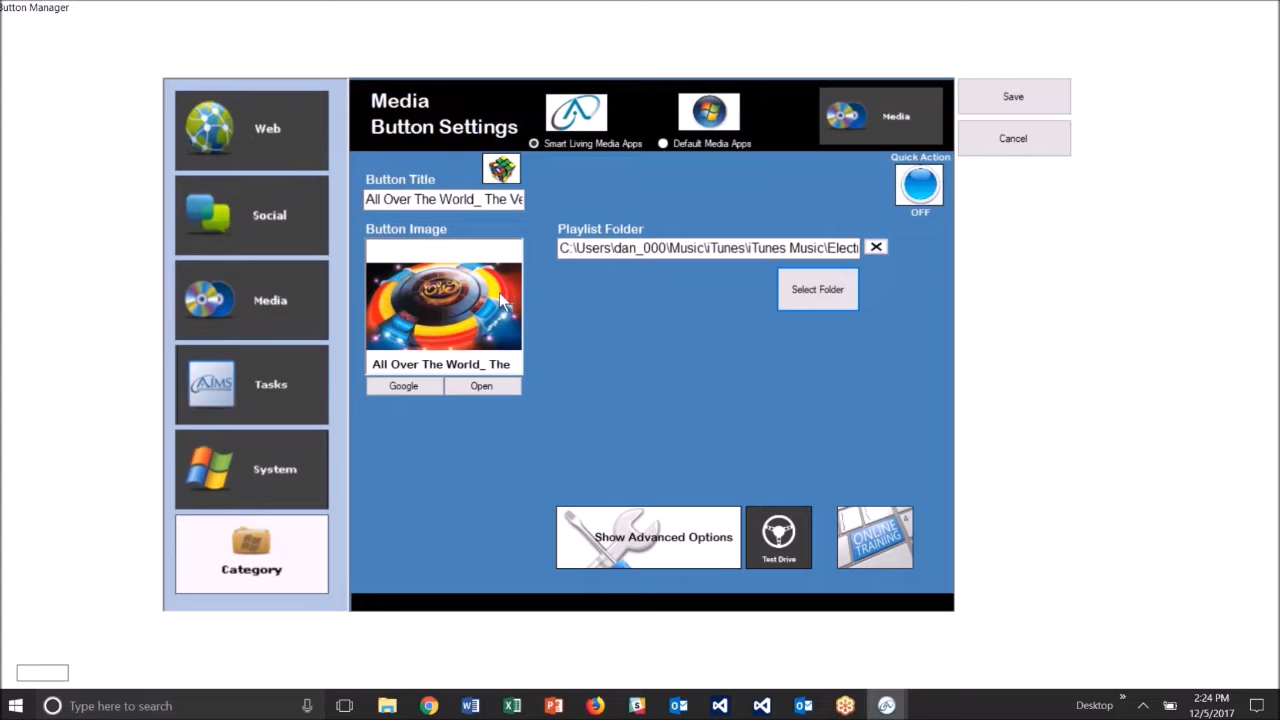 Button Manager
Web
Social
Media
Tasks
System
Category
AIMS
Media
Button Settings
Smart Living Media Apps
Default Media Apps
Media
Save
Cancel
Quick Action
OFF
Button Title
All Over The World_ The Ve
Button Image
All Over The World_ The
Google
Open
Playlist Folder
C:\Users\dan_000\Music\iTunes\iTunes Music\Electr
X
Select Folder
Show Advanced Options
Test Drive
ONLINE
TRAINING
Type here to search
Desktop
2:24 PM
12/5/2017